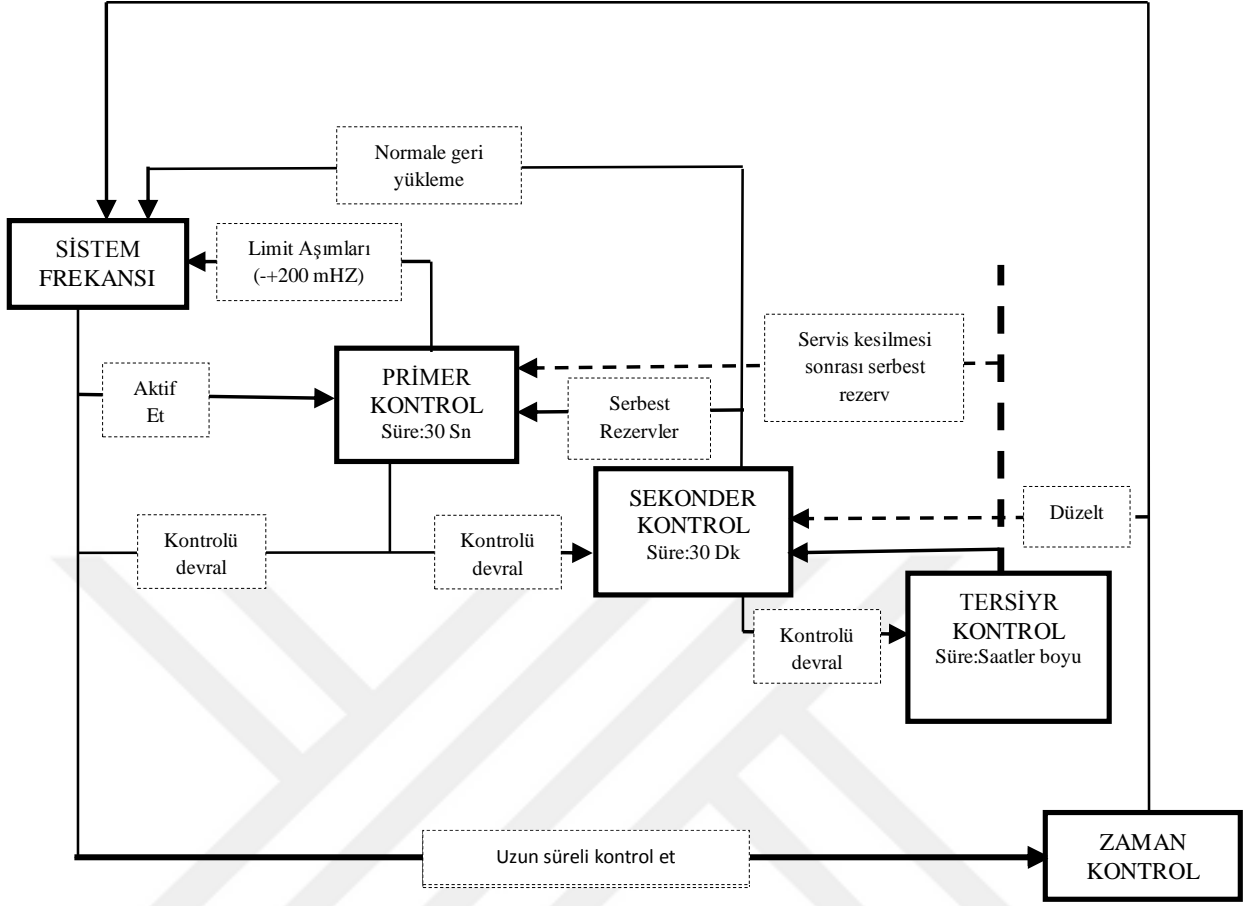 Normale geri
yükleme
SİSTEM
FREKANSI
Limit Aşımları
(-+200 mHZ)
Servis kesilmesi
sonrası serbest
rezerv
PRİMER
KONTROL
Süre:30 Sn
Aktif
Et
Serbest
Rezervler
SEKONDER
KONTROL
Süre:30 Dk
Düzelt
Kontrolü
devral
Kontrolü
devral
TERSİYR
KONTROL
Süre:Saatler boyu
Kontrolü
devral
Uzun süreli kontrol et
ZAMAN
KONTROL